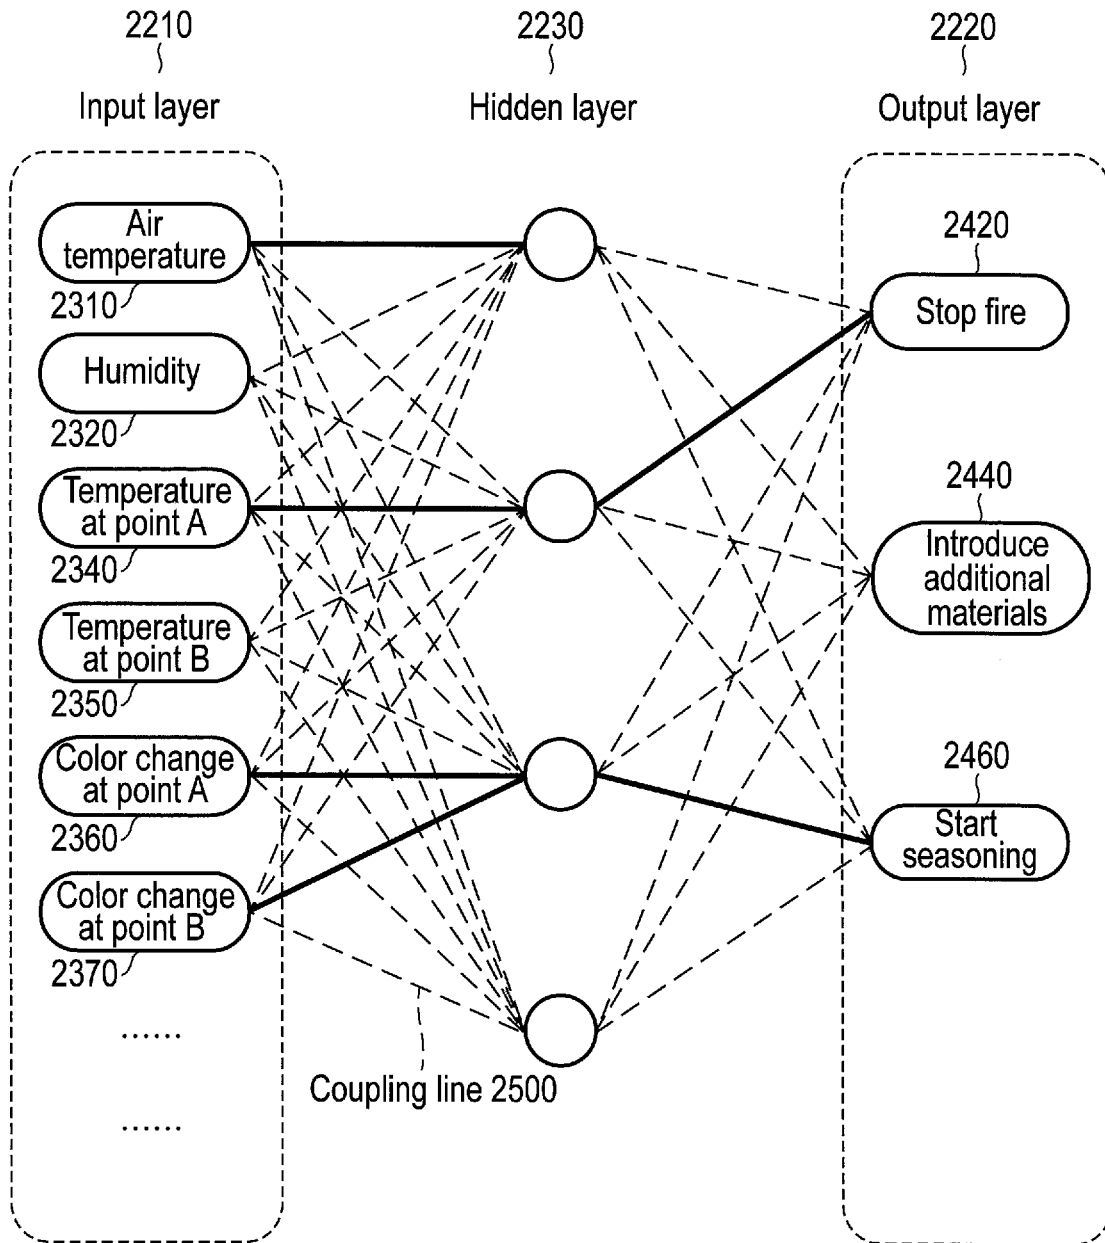 2210
2230
2220
Input layer
Hidden layer
Output layer
Air
temperature
2310
Humidity
2320
Temperature
at point A
2340
Temperature
at point B
2350
Color change
at point A
2360
Color change
at point B
2370
......
......
Coupling line 2500
2420
Stop fire
2440
Introduce
additional
materials
2460
Start
seasoning